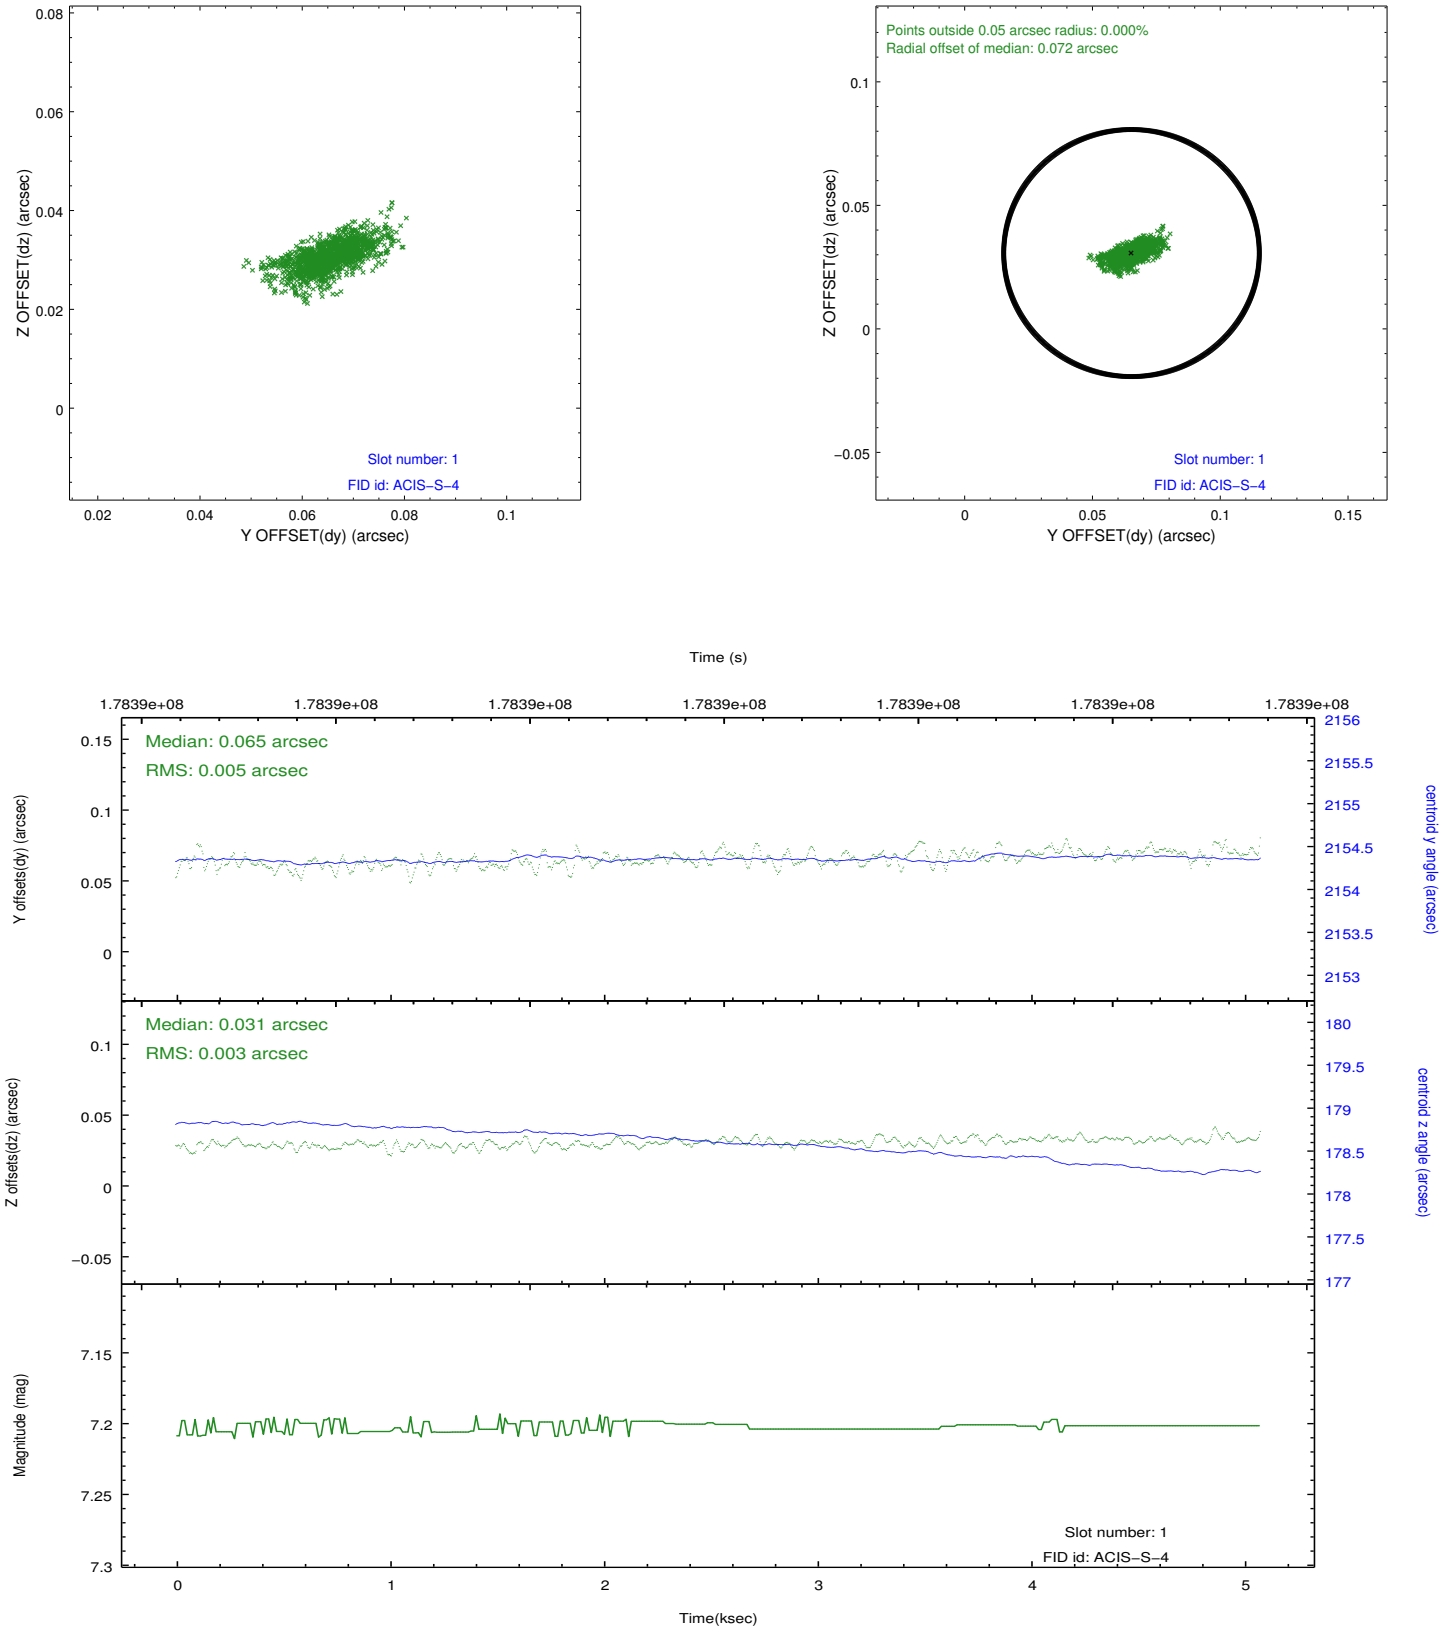 0.08
0.06
0.04
0.02
0
Z OFFSET(dz) (arcsec)
Slot number: 1
FID id: ACIS−S−4
0.02 0.04 0.06 0.08 0.1
Y OFFSET(dy) (arcsec)
Points outside 0.05 arcsec radius: 0.000%
Radial offset of median: 0.072 arcsec
0.1
0.05
0
−0.05
Z OFFSET(dz) (arcsec)
Slot number: 1
FID id: ACIS−S−4
0 0.05 0.1 0.15
Y OFFSET(dy) (arcsec)
Time (s)
1.7839e+08 1.7839e+08 1.7839e+08 1.7839e+08 1.7839e+08 1.7839e+08 1.7839e+08
Median: 0.065 arcsec
RMS: 0.005 arcsec
0.15
0.1
0.05
0
Y offsets(dy) (arcsec)
2156
2155.5
2155
2154.5
2154
2153.5
2153
centroid y angle (arcsec)
Median: 0.031 arcsec
RMS: 0.003 arcsec
0.1
0.05
0
−0.05
Z offsets(dz) (arcsec)
180
179.5
179
178.5
178
177.5
177
centroid z angle (arcsec)
7.15
7.2
7.25
7.3
Magnitude (mag)
Slot number: 1
FID id: ACIS−S−4
0 1 2 3 4 5
Time(ksec)